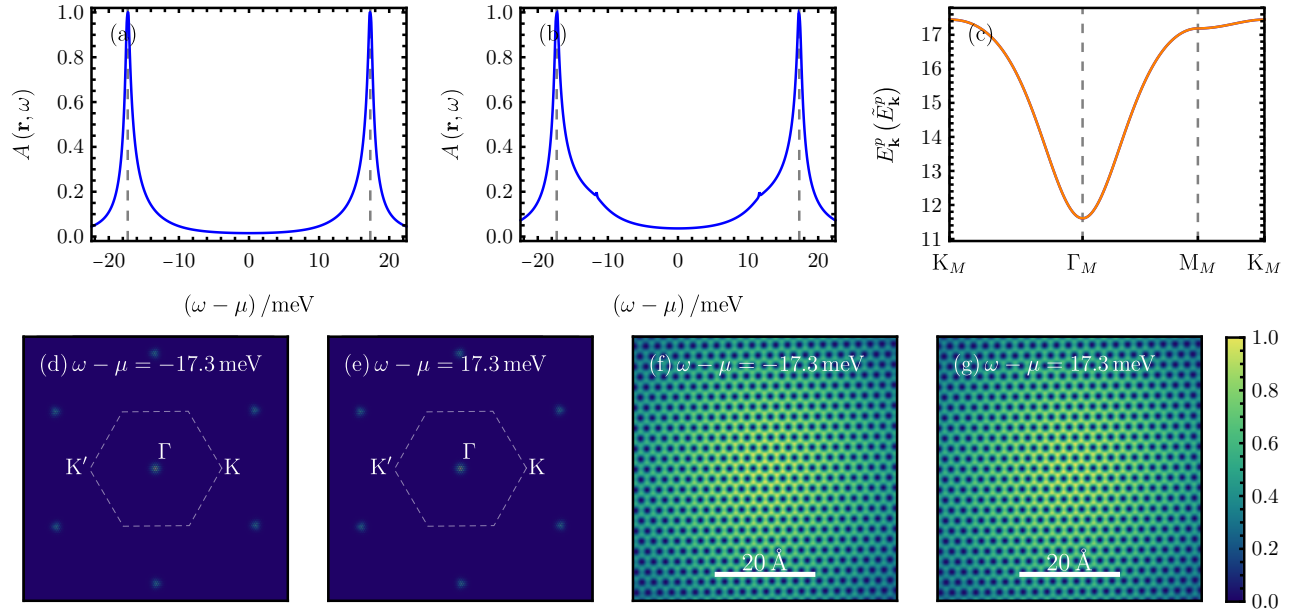 (a)
A (r, ω)
1.0
0.8
0.6
0.4
0.2
0.0
−20 −10 0 10 20
(ω − μ) /meV
(b)
A (r, ω)
1.0
0.8
0.6
0.4
0.2
0.0
−20 −10 0 10 20
(ω − μ) /meV
(c)
E^p_k (Ẽ^p_k)
17
16
15
14
13
12
11
K_M Γ_M M_M K_M
(d) ω − μ = −17.3 meV
Γ
K′ K
(e) ω − μ = 17.3 meV
Γ
K′ K
(f) ω − μ = −17.3 meV
20 Å
(g) ω − μ = 17.3 meV
20 Å
1.0
0.8
0.6
0.4
0.2
0.0